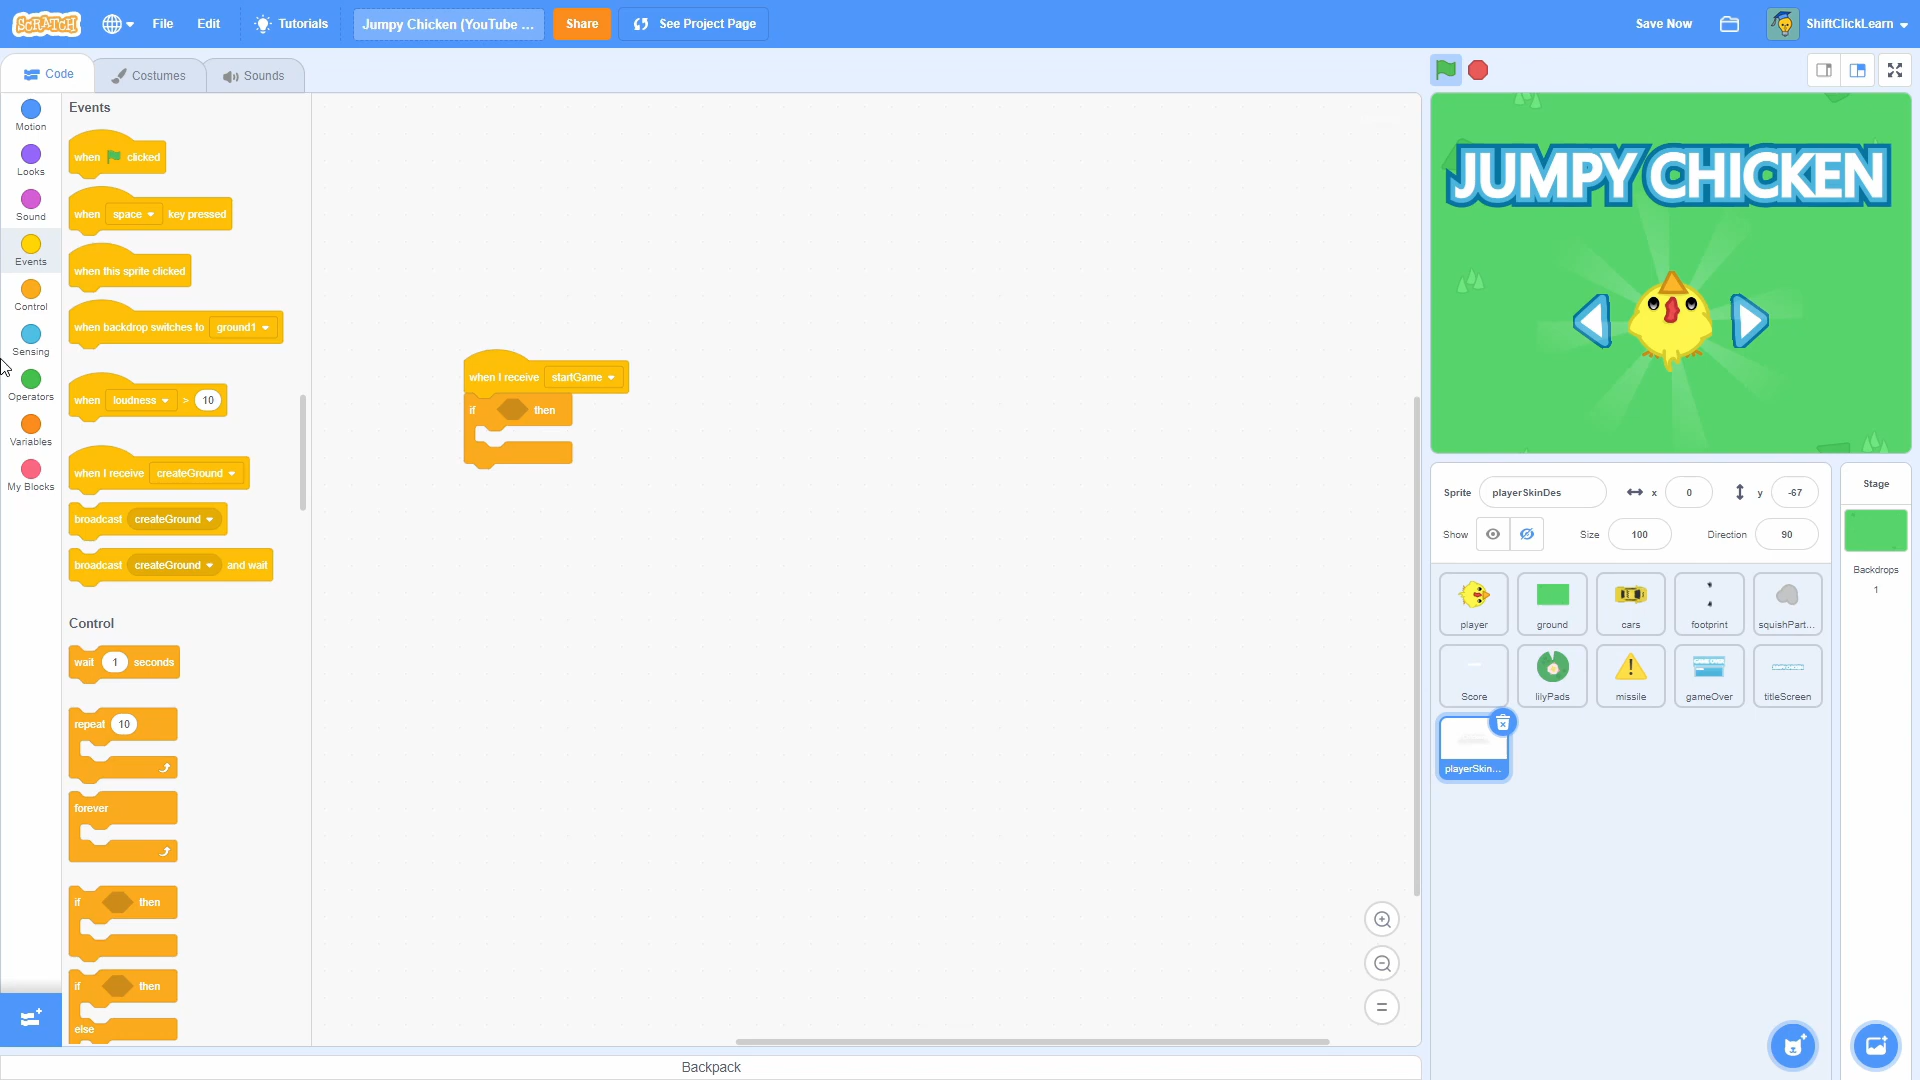 SCRATCH File Edit Tutorials Jumpy Chicken (YouTube ... Share See Project Page Save Now ShiftClickLearn
Code Costumes Sounds
Motion
Looks
Sound
Events
Control
Sensing
Operators
Variables
My Blocks
Events
when clicked
when space key pressed
when this sprite clicked
when backdrop switches to ground1
when loudness > 10
when I receive createGround
broadcast createGround
broadcast createGround and wait
Control
wait 1 seconds
repeat 10
forever
if then
if then
else
when I receive startGame
if then
JUMPY CHICKEN
Sprite playerSkinDes x 0 y -67
Show Size 100 Direction 90
player ground cars footprint squishPart...
Score lilyPads missile gameOver titleScreen
playerSkin...
Stage
Backdrops
1
Backpack